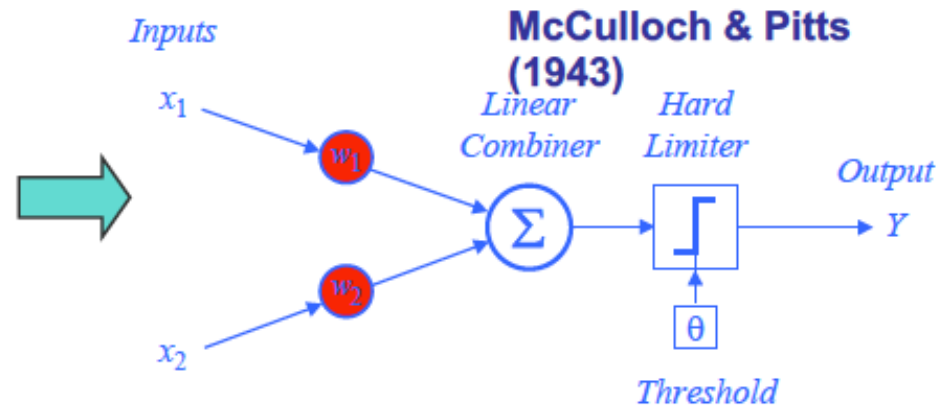 Inputs
McCulloch & Pitts
(1943)
x1
Linear
Combiner
Hard
Limiter
w1
Output
Σ
Y
w2
θ
x2
Threshold